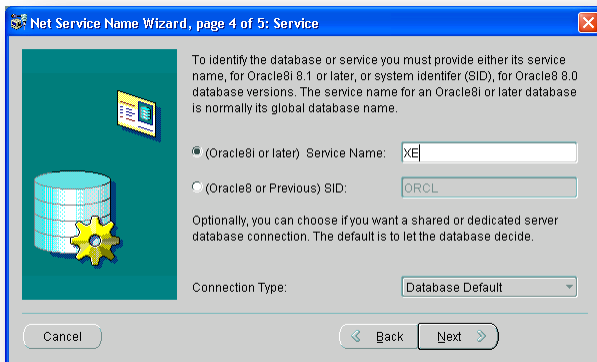 Net Service Name Wizard, page 4 of 5: Service
To identify the database or service you must provide either its service
name, for Oracle8i 8.1 or later, or system identifer (SID), for Oracle8 8.0
database versions. The service name for an Oracle8i or later database
is normally its global database name.
(Oracle8i or later) Service Name: XE
(Oracle8 or Previous) SID: ORCL
Optionally, you can choose if you want a shared or dedicated server
database connection. The default is to let the database decide.
Connection Type: Database Default
Cancel Back Next